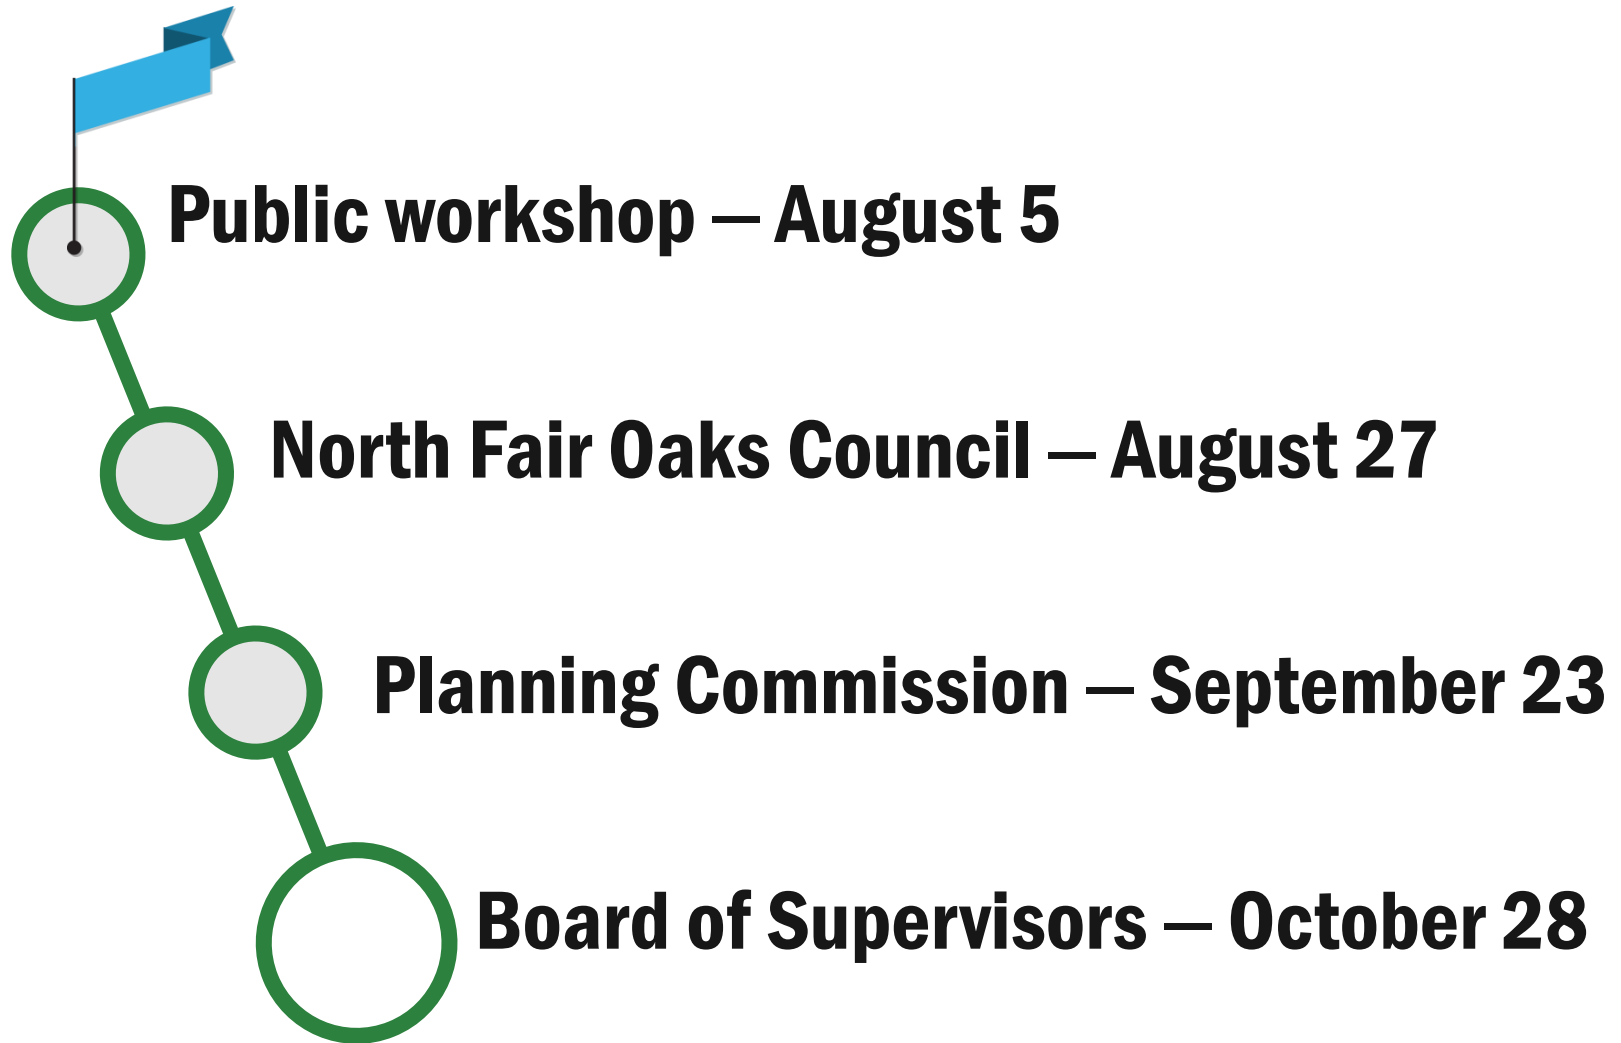 Public workshop — August 5
North Fair Oaks Council — August 27
Planning Commission — September 23
Board of Supervisors — October 28